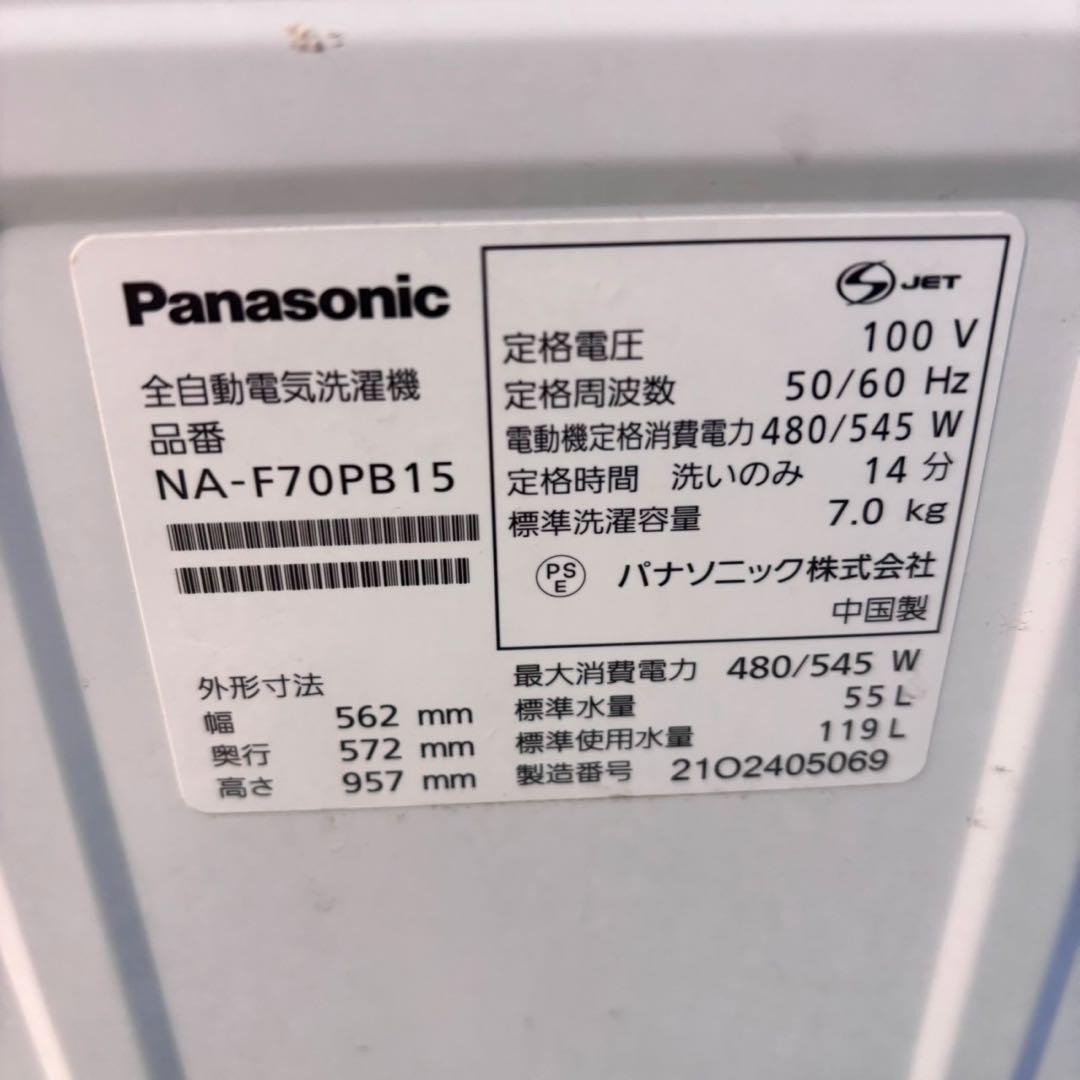 Panasonic
全自動電気洗濯機
品番
NA-F70PB15
外形寸法
幅 562 mm
奥行 572 mm
高さ 957 mm
S JET
定格電圧 100 V
定格周波数 50/60 Hz
電動機定格消費電力 480/545 W
定格時間 洗いのみ 14 分
標準洗濯容量 7.0 kg
PS
E
パナソニック株式会社
中国製
最大消費電力 480/545 W
標準水量 55 L
標準使用水量 119 L
製造番号 21O2405069